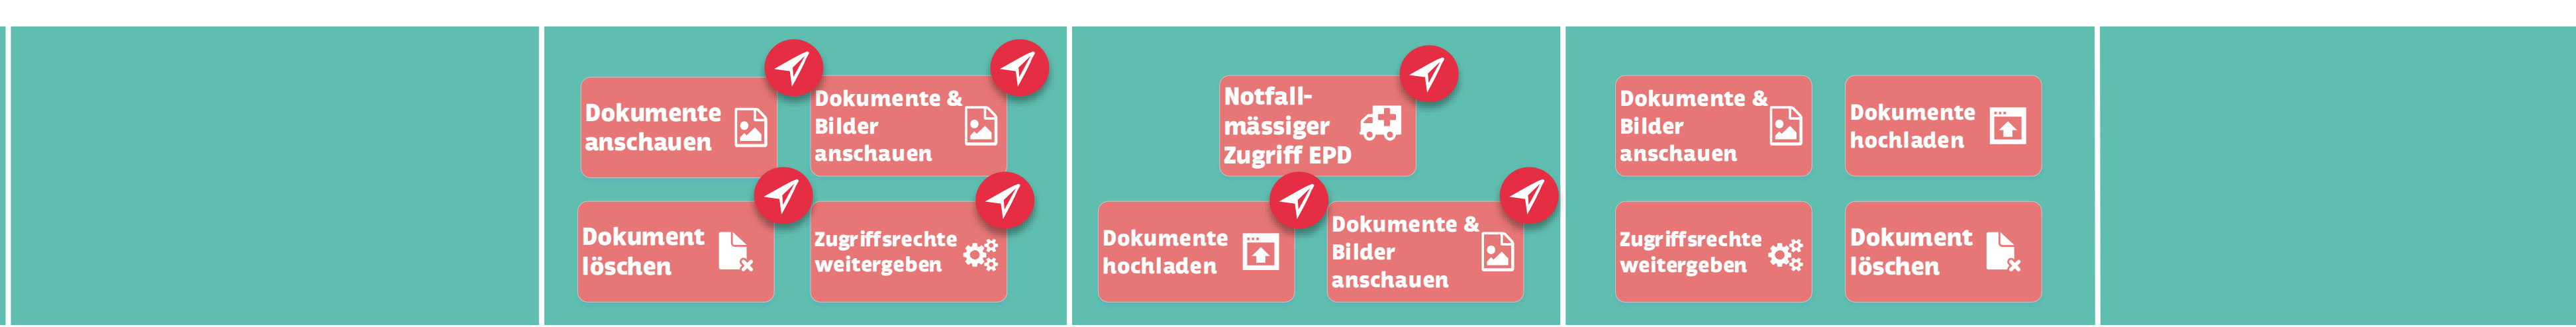 Dokumente
anschauen
Dokumente &
Bilder
anschauen
Dokument
löschen
Zugriffsrechte
weitergeben
Notfall-
mässiger
Zugriff EPD
Dokumente
hochladen
Dokumente &
Bilder
anschauen
Dokumente &
Bilder
anschauen
Dokumente
hochladen
Zugriffsrechte
weitergeben
Dokument
löschen